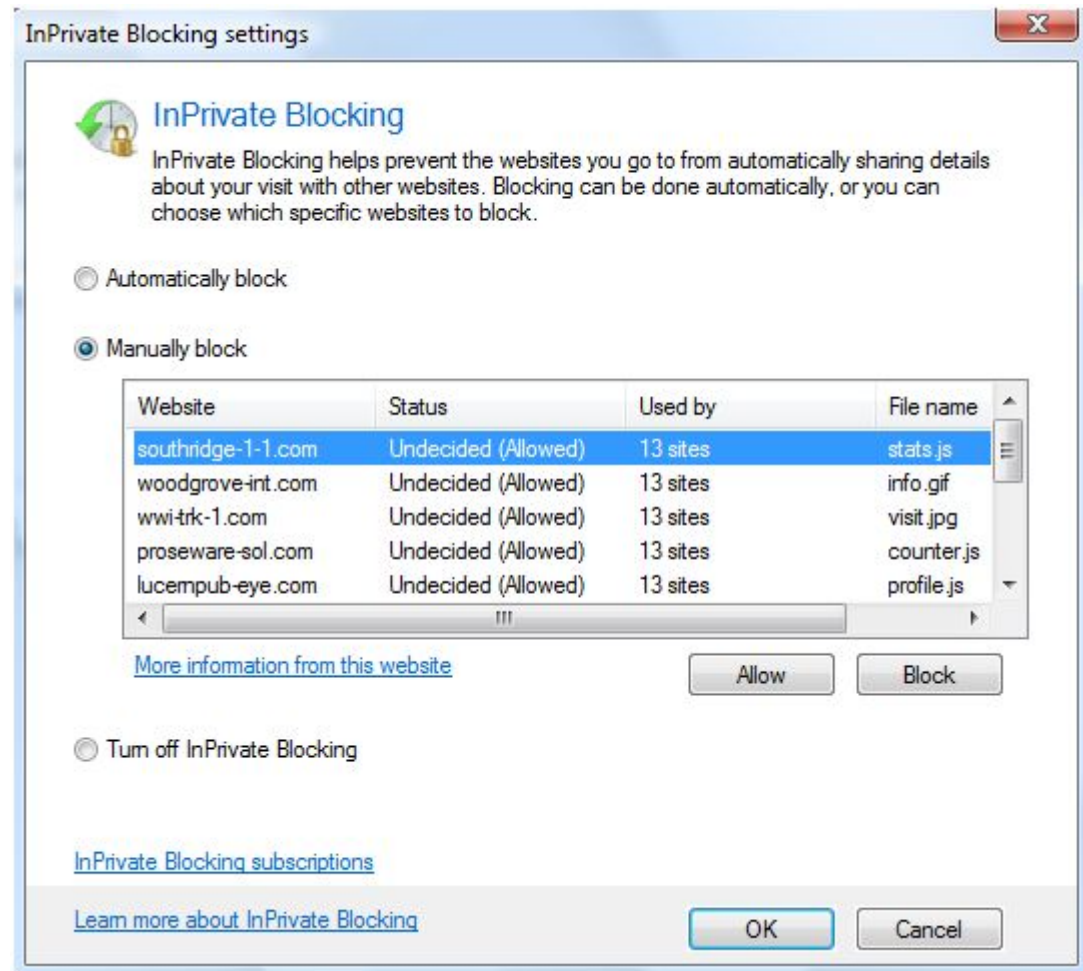 InPrivate Blocking settings
InPrivate Blocking
InPrivate Blocking helps prevent the websites you go to from automatically sharing details
about your visit with other websites. Blocking can be done automatically, or you can
choose which specific websites to block.
Automatically block
Manually block
Website Status Used by File name
southridge-1-1.com Undecided (Allowed) 13 sites stats.js
woodgrove-int.com Undecided (Allowed) 13 sites info.gif
wwi-trk-1.com Undecided (Allowed) 13 sites visit.jpg
proseware-sol.com Undecided (Allowed) 13 sites counter.js
lucernpub-eye.com Undecided (Allowed) 13 sites profile.js
More information from this website Allow Block
Turn off InPrivate Blocking
InPrivate Blocking subscriptions
Learn more about InPrivate Blocking OK Cancel